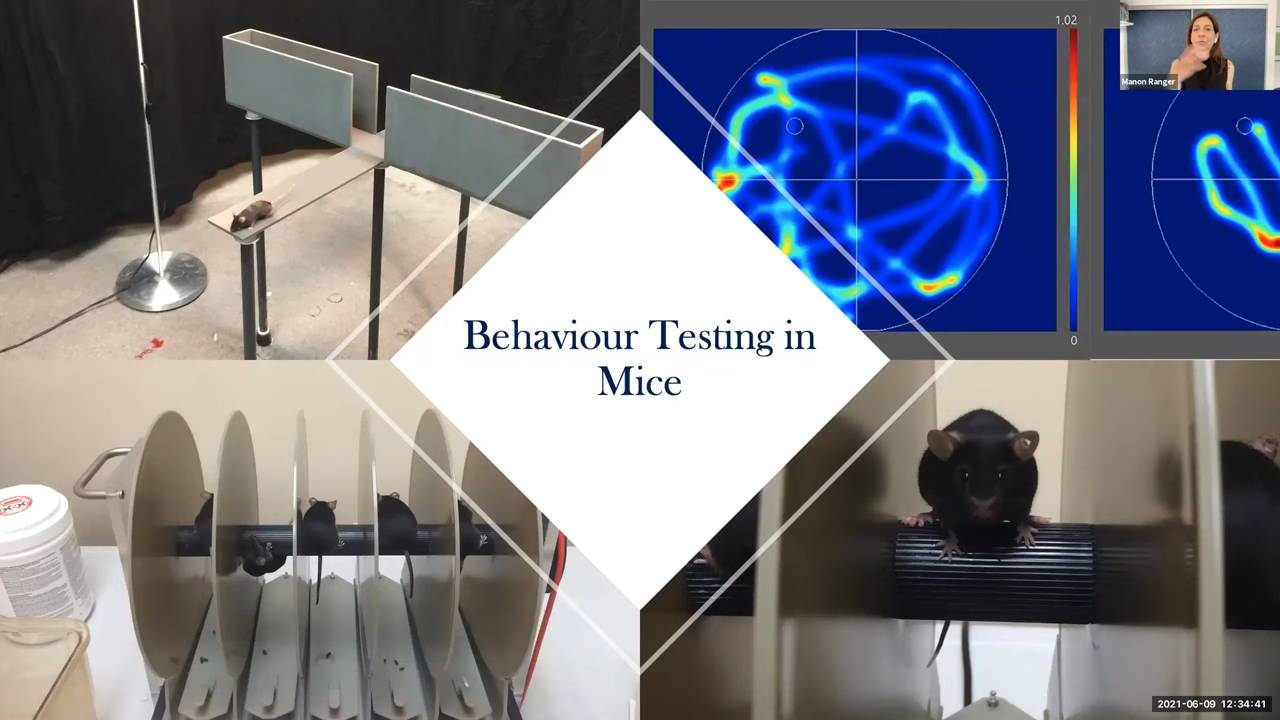 1.02
Manon Ranger
Behaviour Testing in
Mice
0
2021-06-09 12:34:41